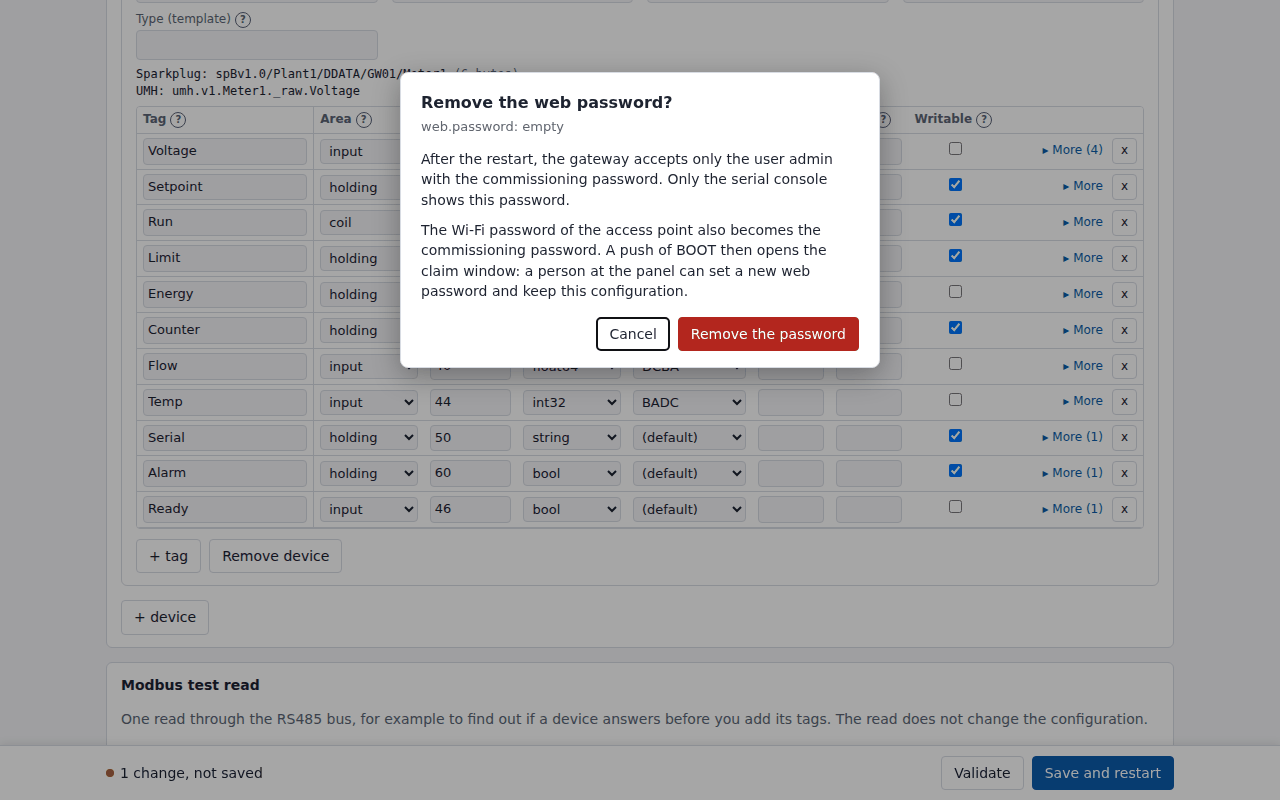 Type (template) ?
Sparkplug: spBv1.0/Plant1/DDATA/GW01/Meter1 (6 bytes)
UMH: umh.v1.Meter1._raw.Voltage
Tag ? Area ? ? Writable ?
Voltage input ▸ More (4) x
Setpoint holding ▸ More x
Run coil ▸ More x
Limit holding ▸ More x
Energy holding ▸ More x
Counter holding ▸ More x
Flow input float64 DCBA ▸ More x
Temp input 44 int32 BADC ▸ More x
Serial holding 50 string (default) ▸ More (1) x
Alarm holding 60 bool (default) ▸ More (1) x
Ready input 46 bool (default) ▸ More (1) x
+ tag Remove device
+ device
Modbus test read
One read through the RS485 bus, for example to find out if a device answers before you add its tags. The read does not change the configuration.
1 change, not saved Validate Save and restart
Remove the web password?
web.password: empty
After the restart, the gateway accepts only the user admin
with the commissioning password. Only the serial console
shows this password.
The Wi-Fi password of the access point also becomes the
commissioning password. A push of BOOT then opens the
claim window: a person at the panel can set a new web
password and keep this configuration.
Cancel Remove the password